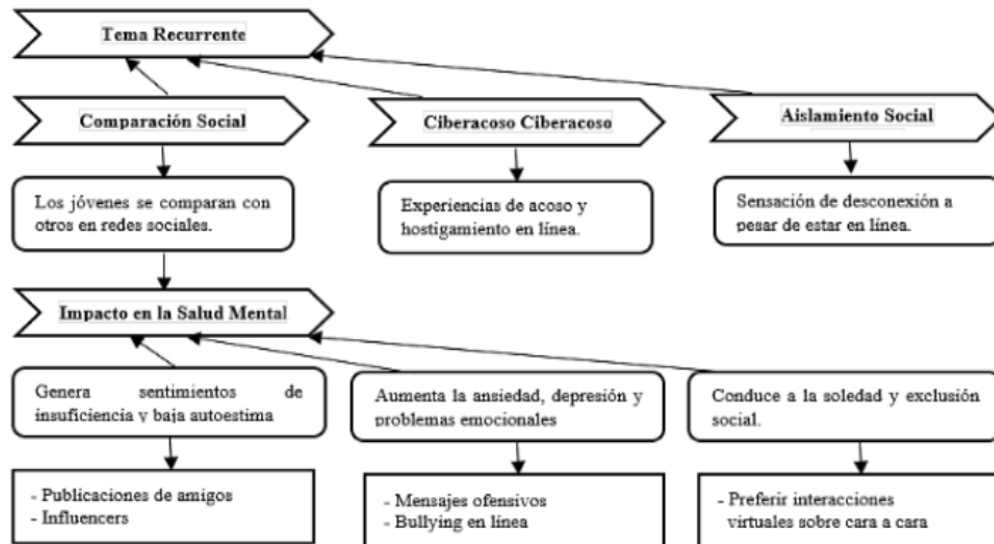 Tema Recurrente
Comparación Social
Ciberacoso Ciberacoso
Aislamiento Social
Los jóvenes se comparan con
otros en redes sociales.
Experiencias de acoso y
hostigamiento en línea.
Sensación de desconexión a
pesar de estar en línea.
Impacto en la Salud Mental
Genera sentimientos de
insuficiencia y baja autoestima
Aumenta la ansiedad, depresión y
problemas emocionales
Conduce a la soledad y exclusión
social.
- Publicaciones de amigos
- Influencers
- Mensajes ofensivos
- Bullying en línea
- Preferir interacciones
virtuales sobre cara a cara